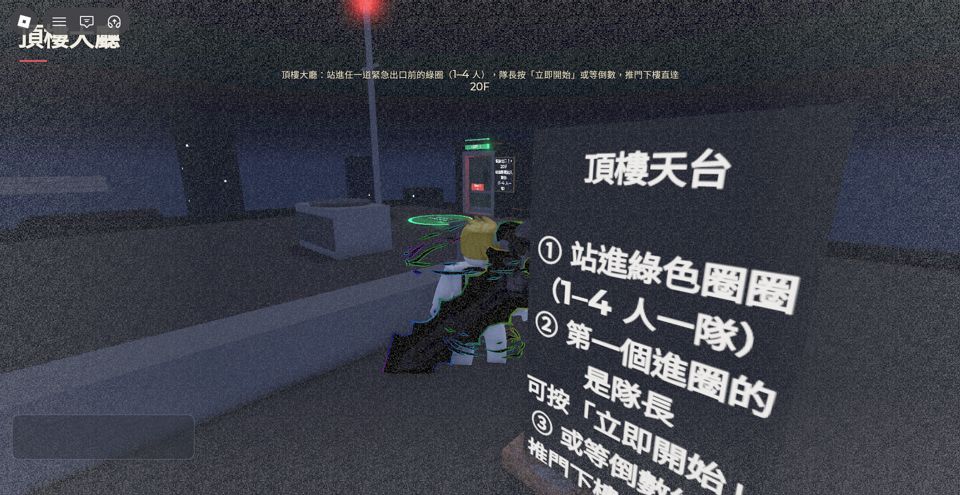 頂樓大廳
頂樓大廳：站進任一道緊急出口前的綠圈（1–4 人），隊長按「立即開始」或等倒數，推門下樓直達
20F
頂樓天台
① 站進綠色圈圈
（1–4 人一隊）
② 第一個進圈的
是隊長
可按「立即開始」
③ 或等倒數
推門下樓